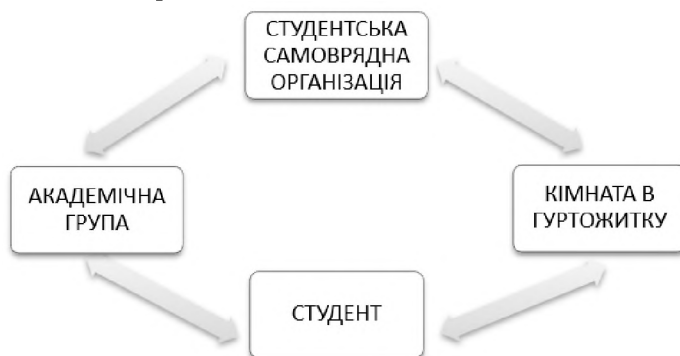 СТУДЕНТСЬКА
САМОВРЯДНА
ОРГАНІЗАЦІЯ
АКАДЕМІЧНА
ГРУПА
КІМНАТА В
ГУРТОЖИТКУ
СТУДЕНТ